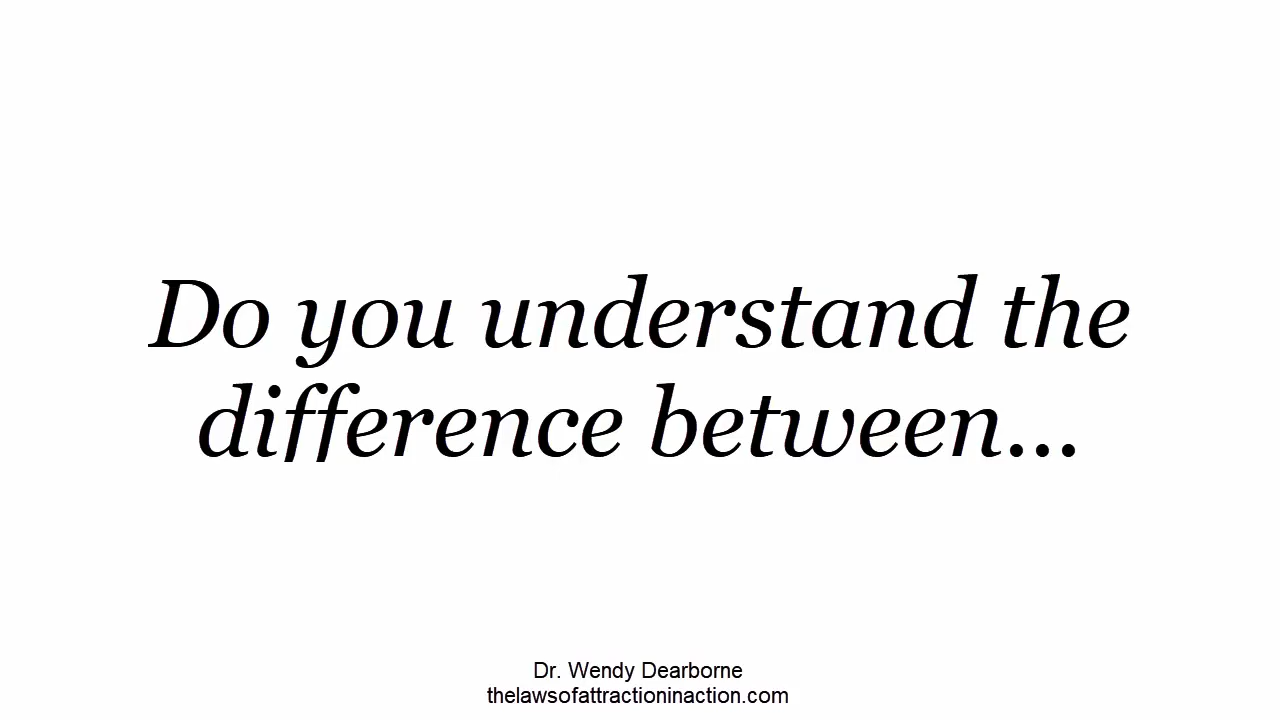 Do you understand the
difference between...
Dr. Wendy Dearborne
thelawsofattractioninaction.com